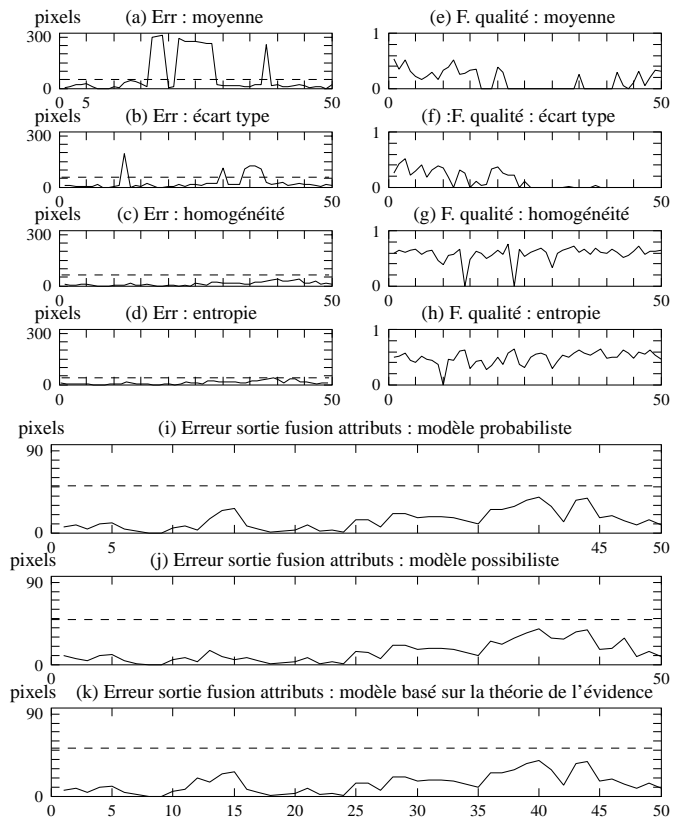 pixels (a) Err : moyenne
300
0
0 5 50
(e) F. qualité : moyenne
1
0
0 50
pixels (b) Err : écart type
300
0
0 50
(f) :F. qualité : écart type
1
0
0 50
pixels (c) Err : homogénéité
300
0
0 50
(g) F. qualité : homogénéité
1
0
0 50
pixels (d) Err : entropie
300
0
0 50
(h) F. qualité : entropie
1
0
0 50
pixels (i) Erreur sortie fusion attributs : modèle probabiliste
90
0
5 45 50
pixels (j) Erreur sortie fusion attributs : modèle possibiliste
90
0
50
pixels (k) Erreur sortie fusion attributs : modèle basé sur la théorie de l'évidence
90
0
0 5 10 15 20 25 30 35 40 45 50